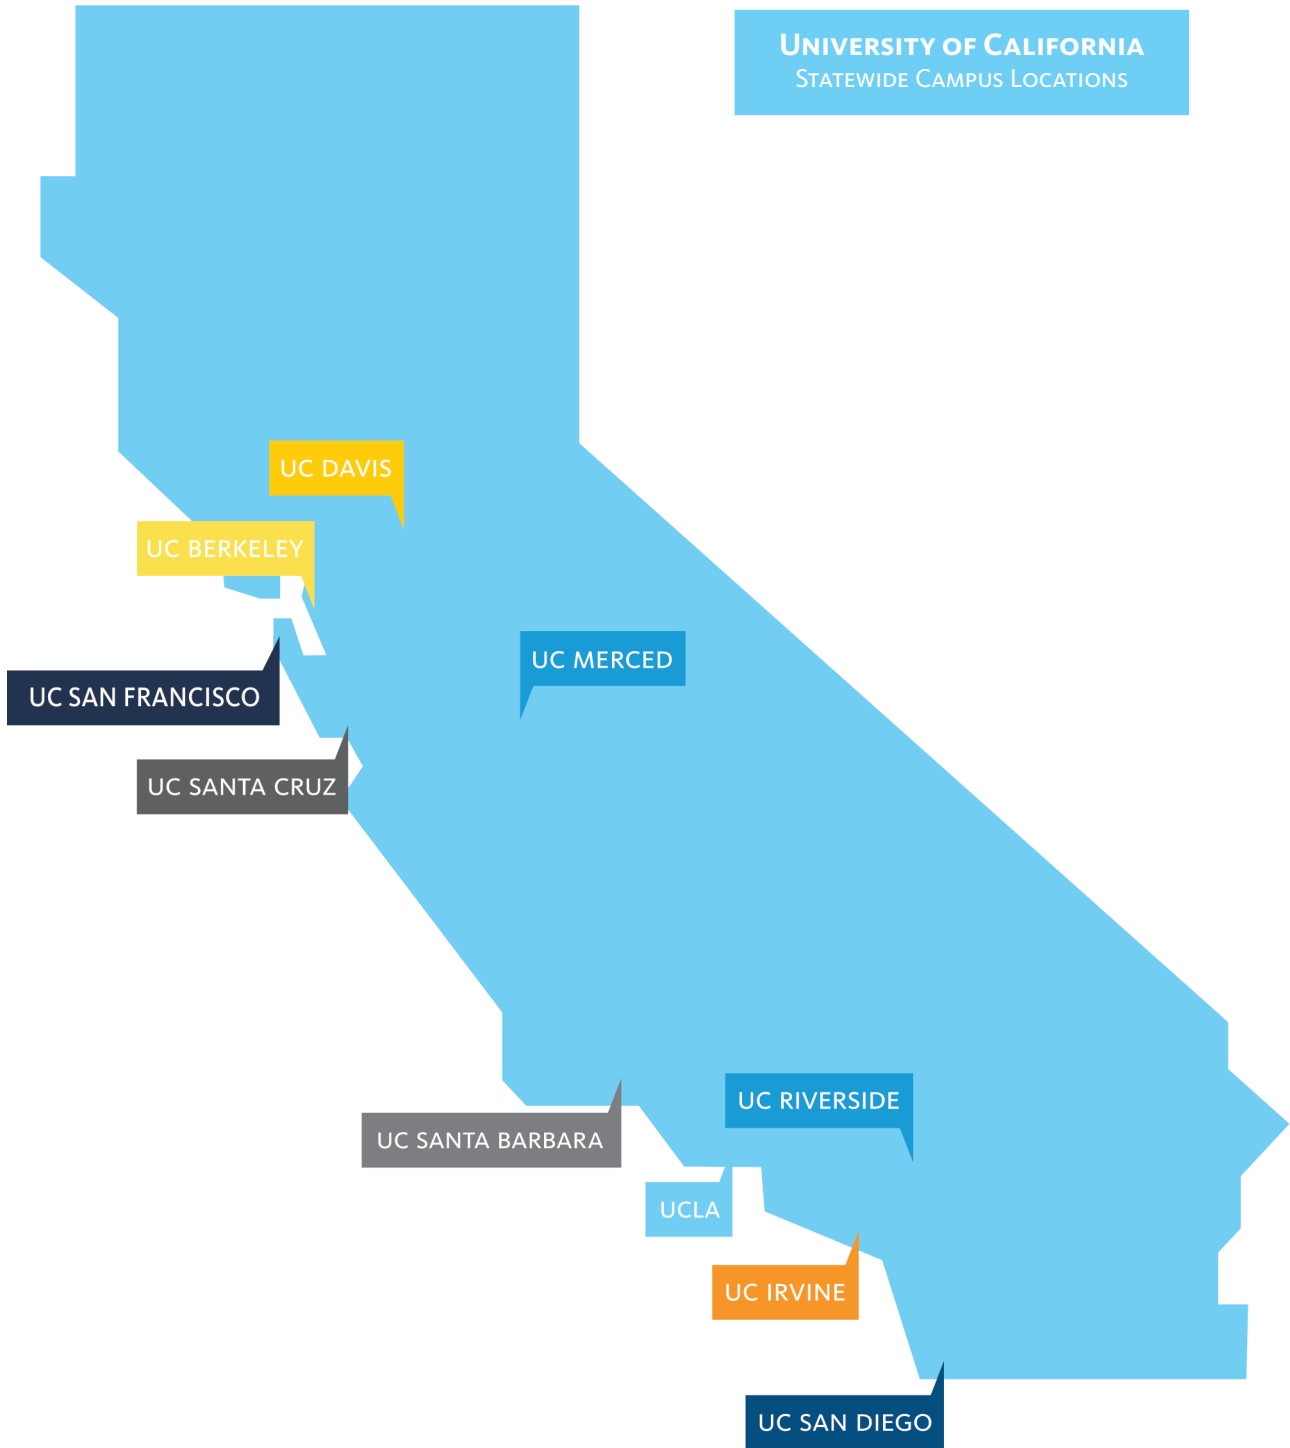 UNIVERSITY OF CALIFORNIA
STATEWIDE CAMPUS LOCATIONS
UC DAVIS
UC BERKELEY
UC MERCED
UC SAN FRANCISCO
UC SANTA CRUZ
UC RIVERSIDE
UC SANTA BARBARA
UCLA
UC IRVINE
UC SAN DIEGO